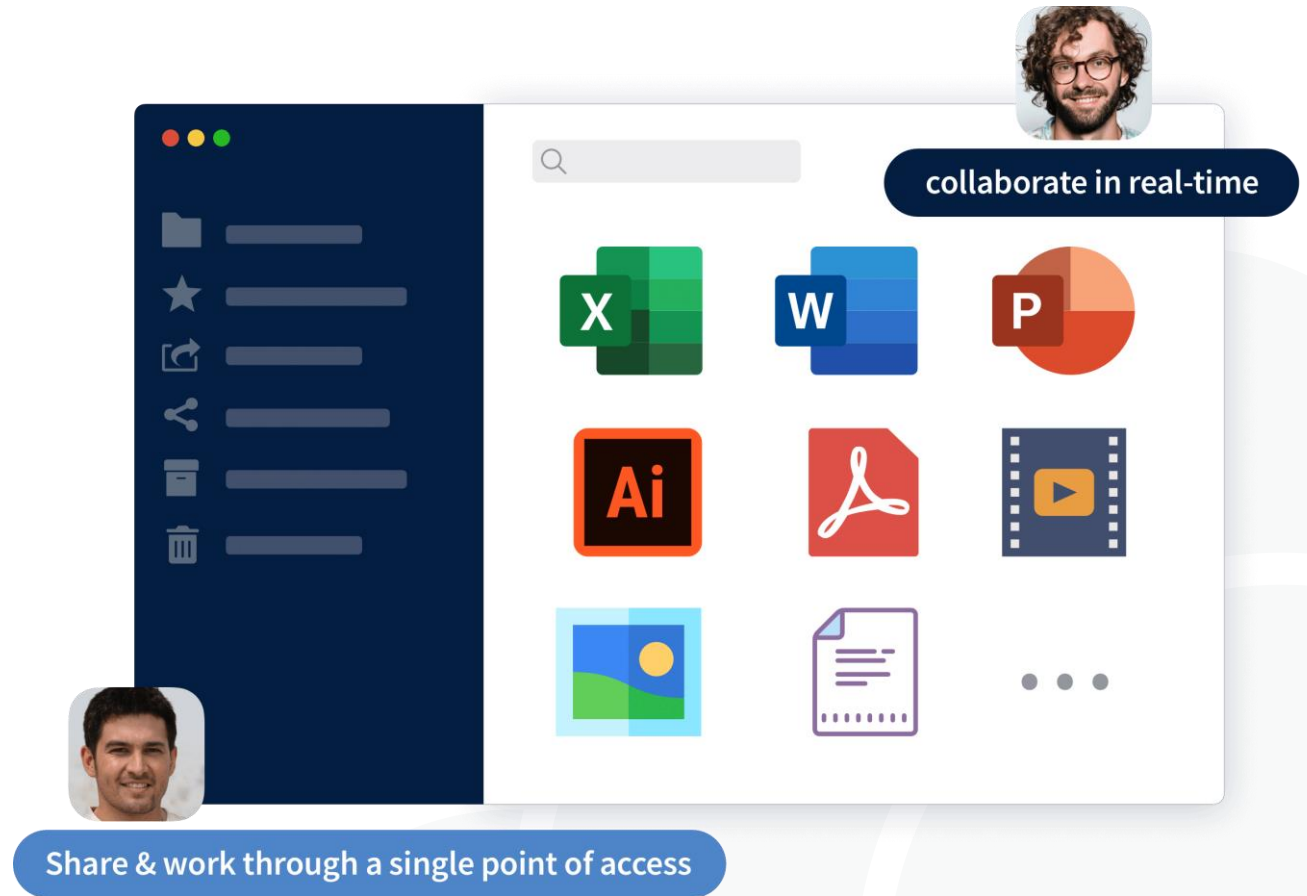 collaborate in real-time
X
W
P
Ai
Share & work through a single point of access